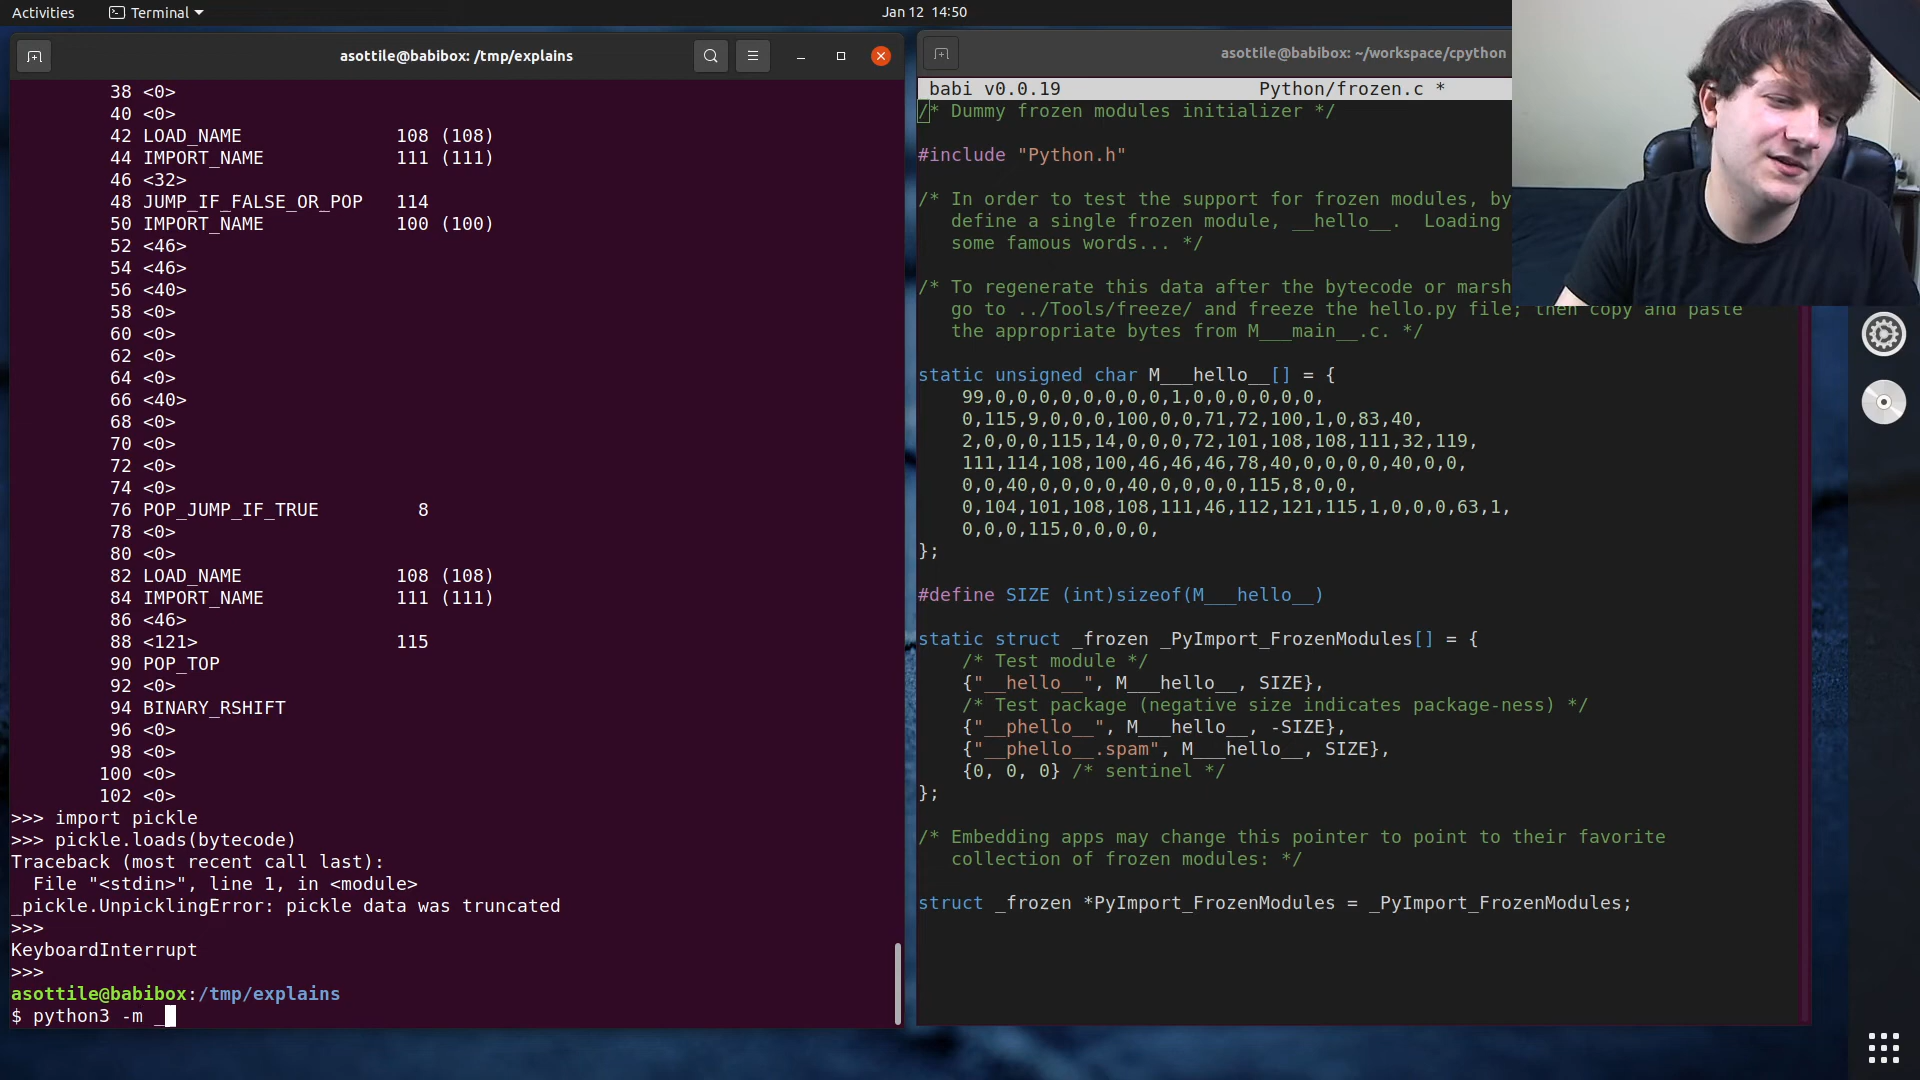 Activities
Terminal
Jan 12 14:50
asottile@babibox: /tmp/explains
38 <0>
40 <0>
42 LOAD_NAME 108 (108)
44 IMPORT_NAME 111 (111)
46 <32>
48 JUMP_IF_FALSE_OR_POP 114
50 IMPORT_NAME 100 (100)
52 <46>
54 <46>
56 <40>
58 <0>
60 <0>
62 <0>
64 <0>
66 <40>
68 <0>
70 <0>
72 <0>
74 <0>
76 POP_JUMP_IF_TRUE 8
78 <0>
80 <0>
82 LOAD_NAME 108 (108)
84 IMPORT_NAME 111 (111)
86 <46>
88 <121> 115
90 POP_TOP
92 <0>
94 BINARY_RSHIFT
96 <0>
98 <0>
100 <0>
102 <0>
>>> import pickle
>>> pickle.loads(bytecode)
Traceback (most recent call last):
File "<stdin>", line 1, in <module>
_pickle.UnpicklingError: pickle data was truncated
>>>
KeyboardInterrupt
>>>
asottile@babibox:/tmp/explains
$ python3 -m _
asottile@babibox: ~/workspace/cpython
babi v0.0.19 Python/frozen.c *
/* Dummy frozen modules initializer */
#include "Python.h"
/* In order to test the support for frozen modules, by
define a single frozen module, __hello__. Loading
some famous words... */
/* To regenerate this data after the bytecode or marsh
go to ../Tools/freeze/ and freeze the hello.py file; then copy and paste
the appropriate bytes from M___main__.c. */
static unsigned char M___hello__[] = {
99,0,0,0,0,0,0,0,0,1,0,0,0,0,0,
0,115,9,0,0,0,100,0,0,71,72,100,1,0,83,40,
2,0,0,0,115,14,0,0,0,72,101,108,108,111,32,119,
111,114,108,100,46,46,46,78,40,0,0,0,0,40,0,0,
0,0,40,0,0,0,0,40,0,0,0,0,115,8,0,0,
0,104,101,108,108,111,46,112,121,115,1,0,0,0,63,1,
0,0,0,115,0,0,0,0,
};
#define SIZE (int)sizeof(M___hello__)
static struct _frozen _PyImport_FrozenModules[] = {
/* Test module */
{"__hello__", M___hello__, SIZE},
/* Test package (negative size indicates package-ness) */
{"__phello__", M___hello__, -SIZE},
{"__phello__.spam", M___hello__, SIZE},
{0, 0, 0} /* sentinel */
};
/* Embedding apps may change this pointer to point to their favorite
collection of frozen modules: */
struct _frozen *PyImport_FrozenModules = _PyImport_FrozenModules;